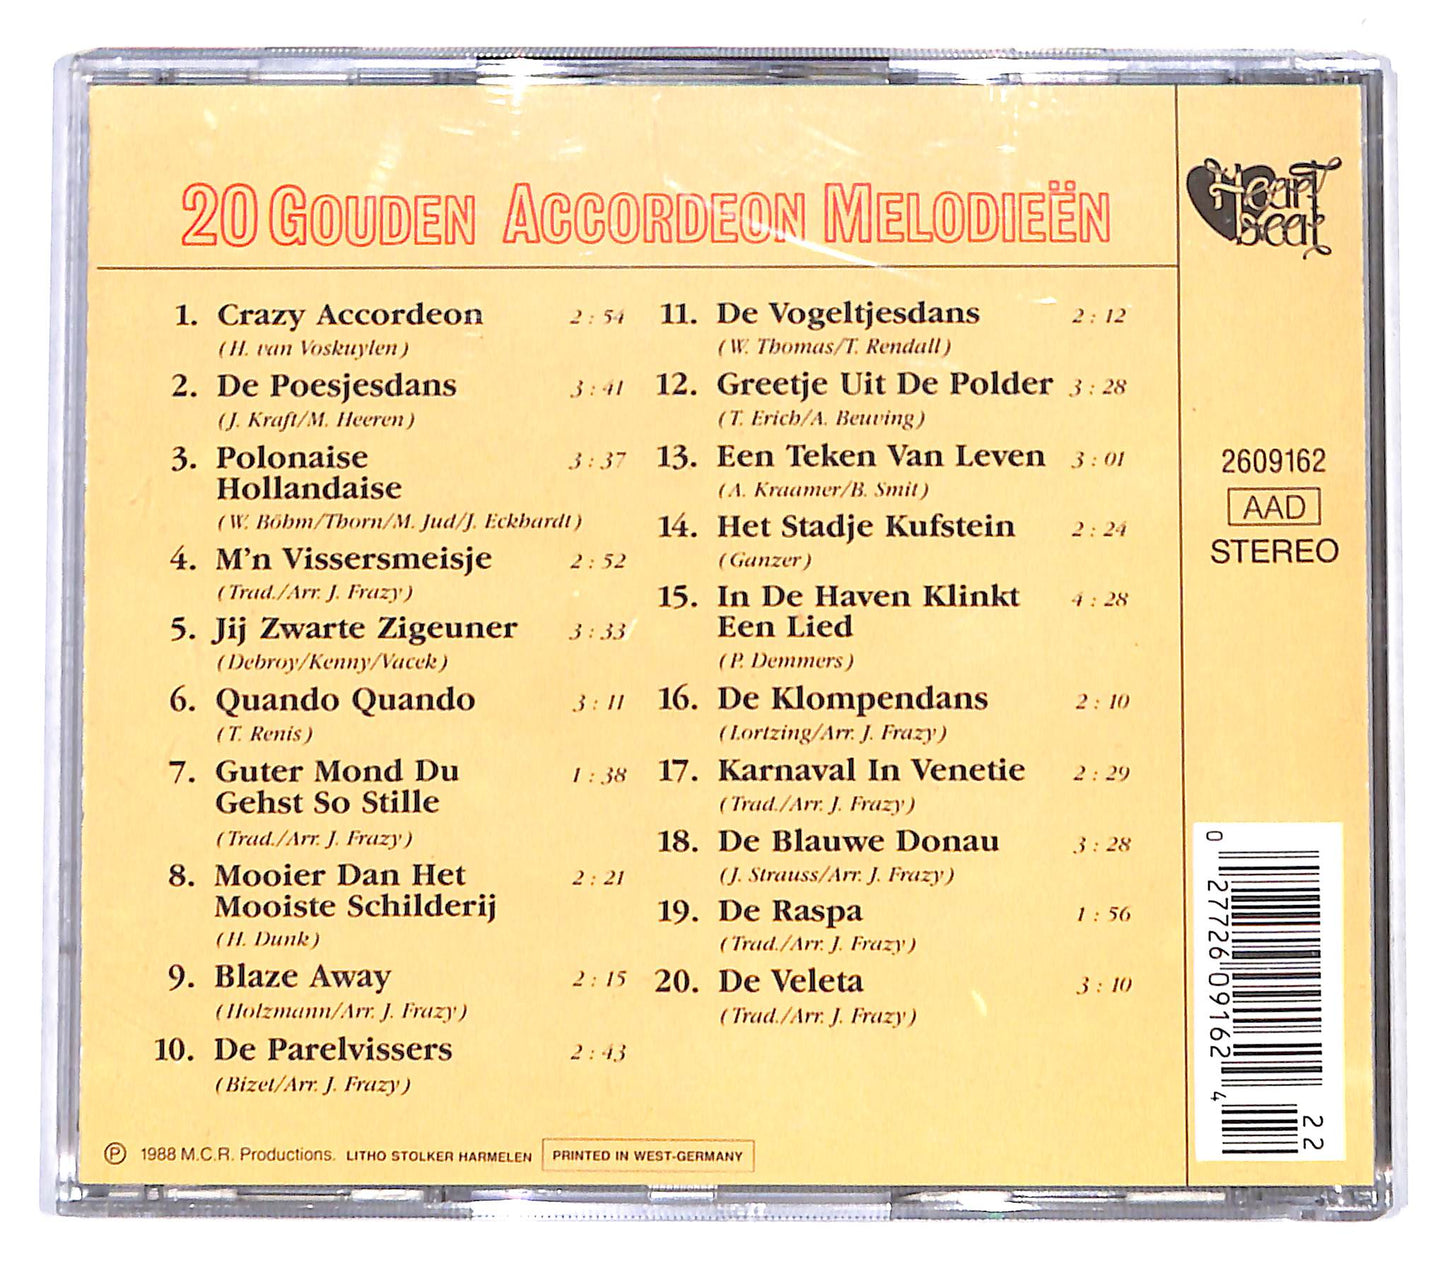 20 GOUDEN ACCORDEON MELODIEËN
1. Crazy Accordeon 2 : 54
(H. van Voskuylen)
2. De Poesjesdans 3 : 41
(J. Kraft/M. Heeren)
3. Polonaise 3 : 37
Hollandaise
(W. Böhm/Thorn/M. Jud/J. Eckhardt)
4. M'n Vissersmeisje 2 : 52
(Trad./Arr. J. Frazy)
5. Jij Zwarte Zigeuner 3 : 33
(Debroy/Kenny/Vacek)
6. Quando Quando 3 : 11
(T. Renis)
7. Guter Mond Du 1 : 38
Gehst So Stille
(Trad./Arr. J. Frazy)
8. Mooier Dan Het 2 : 21
Mooiste Schilderij
(H. Dunk)
9. Blaze Away 2 : 15
(Holzmann/Arr. J. Frazy)
10. De Parelvissers 2 : 43
(Bizet/Arr. J. Frazy)
11. De Vogeltjesdans 2 : 12
(W. Thomas/T. Rendall)
12. Greetje Uit De Polder 3 : 28
(T. Erich/A. Beuving)
13. Een Teken Van Leven 3 : 01
(A. Kraamer/B. Smit)
14. Het Stadje Kufstein 2 : 24
(Ganzer)
15. In De Haven Klinkt 4 : 28
Een Lied
(P. Demmers)
16. De Klompendans 2 : 10
(Lortzing/Arr. J. Frazy)
17. Karnaval In Venetie 2 : 29
(Trad./Arr. J. Frazy)
18. De Blauwe Donau 3 : 28
(J. Strauss/Arr. J. Frazy)
19. De Raspa 1 : 56
(Trad./Arr. J. Frazy)
20. De Veleta 3 : 10
(Trad./Arr. J. Frazy)
℗ 1988 M.C.R. Productions. LITHO STOLKER HARMELEN PRINTED IN WEST-GERMANY
Heart
beat
2609162
AAD
STEREO
0 27726 09162 4
22